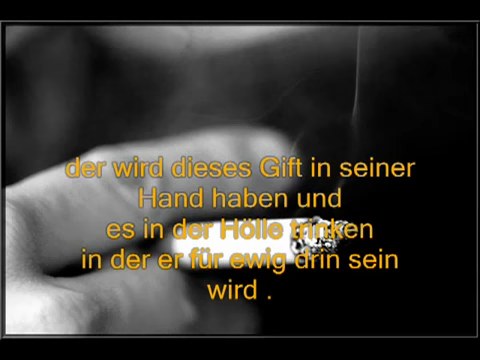 der wird dieses Gift in seiner
Hand haben und
es in der Hölle trinken
in der er für ewig drin sein
wird .